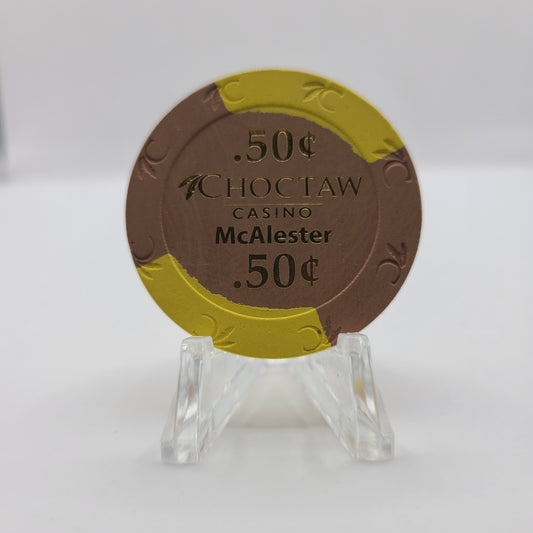 .50¢
CHOCTAW
CASINO
McAlester
.50¢